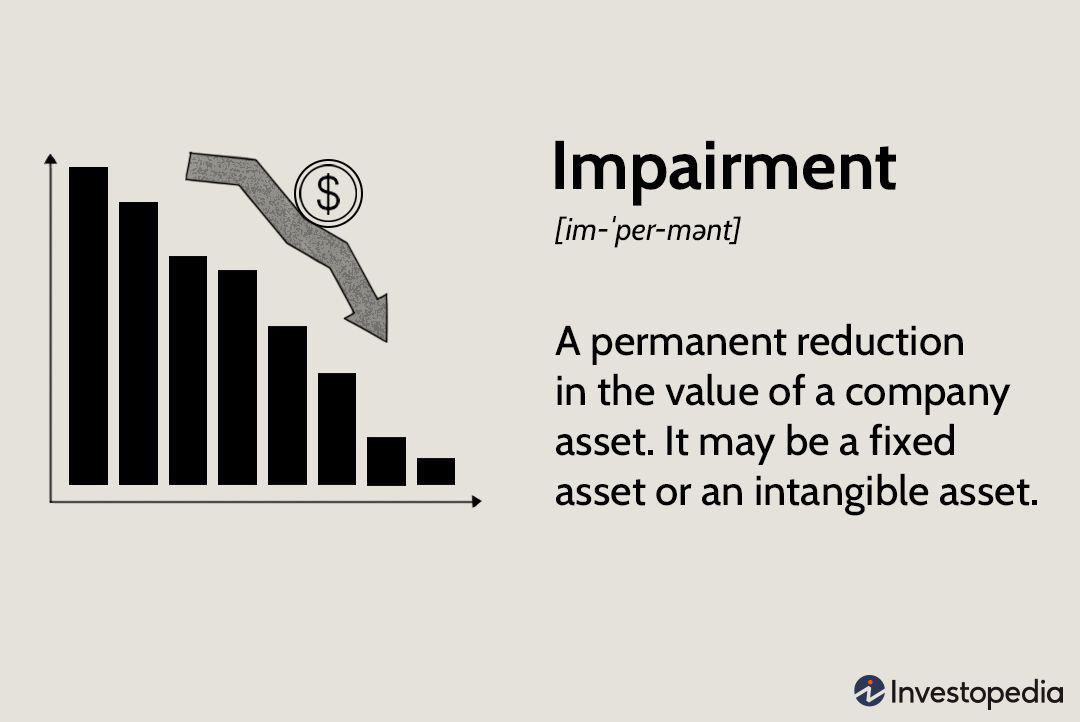 $
Impairment
[im-ˈper-mənt]
A permanent reduction
in the value of a company
asset. It may be a fixed
asset or an intangible asset.
Investopedia